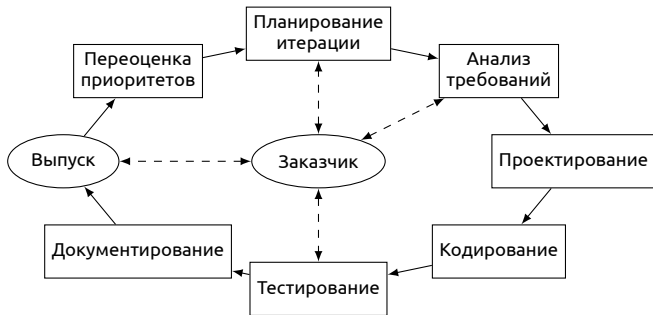 Планирование
итерации
Переоценка
приоритетов
Анализ
требований
Выпуск
Заказчик
Проектирование
Документирование
Кодирование
Тестирование